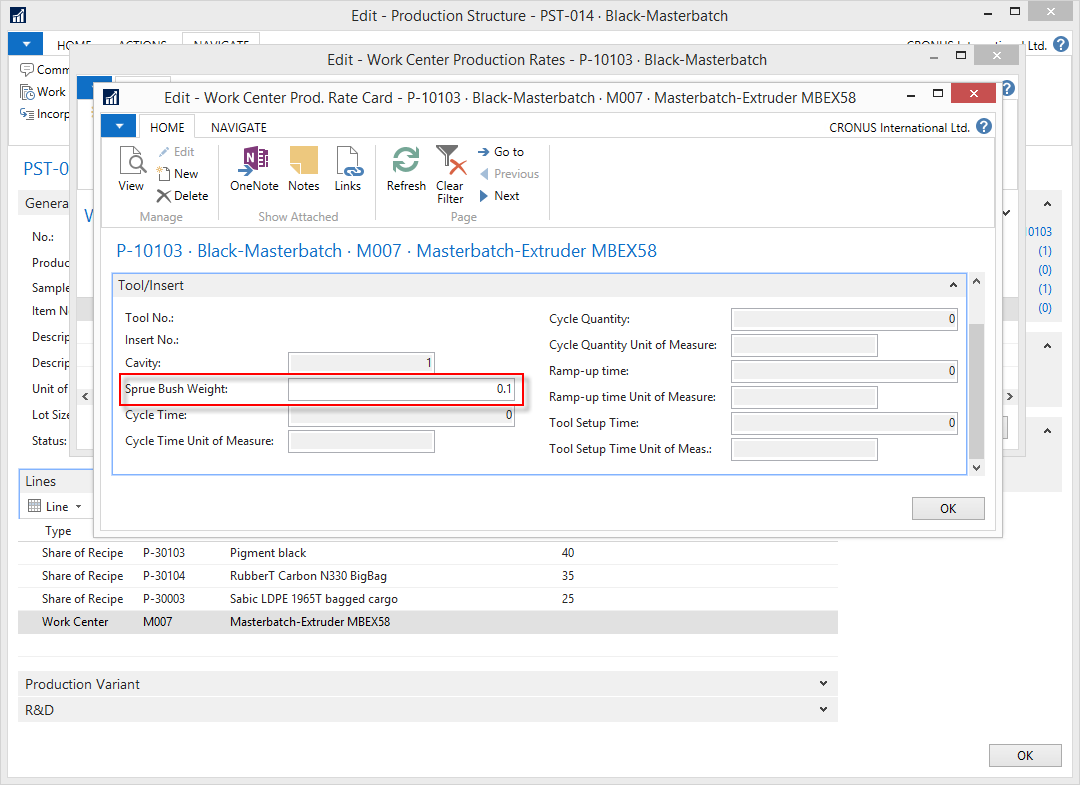 Edit - Production Structure - PST-014 · Black-Masterbatch
HOME ACTIONS NAVIGATE CRONUS International Ltd.
Edit - Work Center Production Rates - P-10103 · Black-Masterbatch
Edit - Work Center Prod. Rate Card - P-10103 · Black-Masterbatch · M007 · Masterbatch-Extruder MBEX58
HOME NAVIGATE CRONUS International Ltd.
View
Edit
New
Delete
Manage
OneNote
Notes
Links
Show Attached
Refresh
Clear Filter
Go to
Previous
Next
Page
P-10103 · Black-Masterbatch · M007 · Masterbatch-Extruder MBEX58
Tool/Insert
Tool No.:
Insert No.:
Cavity: 1
Sprue Bush Weight: 0.1
Cycle Time: 0
Cycle Time Unit of Measure:
Cycle Quantity: 0
Cycle Quantity Unit of Measure:
Ramp-up time: 0
Ramp-up time Unit of Measure:
Tool Setup Time: 0
Tool Setup Time Unit of Meas.:
OK
Comm
Work
Incorp
PST-0
Genera
No.:
Produc
Sample
Item N
Descrip
Descrip
Unit of
Lot Size
Status:
W
10103
(1)
(0)
(1)
(0)
Lines
Line
Type
Share of Recipe P-30103 Pigment black 40
Share of Recipe P-30104 RubberT Carbon N330 BigBag 35
Share of Recipe P-30003 Sabic LDPE 1965T bagged cargo 25
Work Center M007 Masterbatch-Extruder MBEX58
Production Variant
R&D
OK